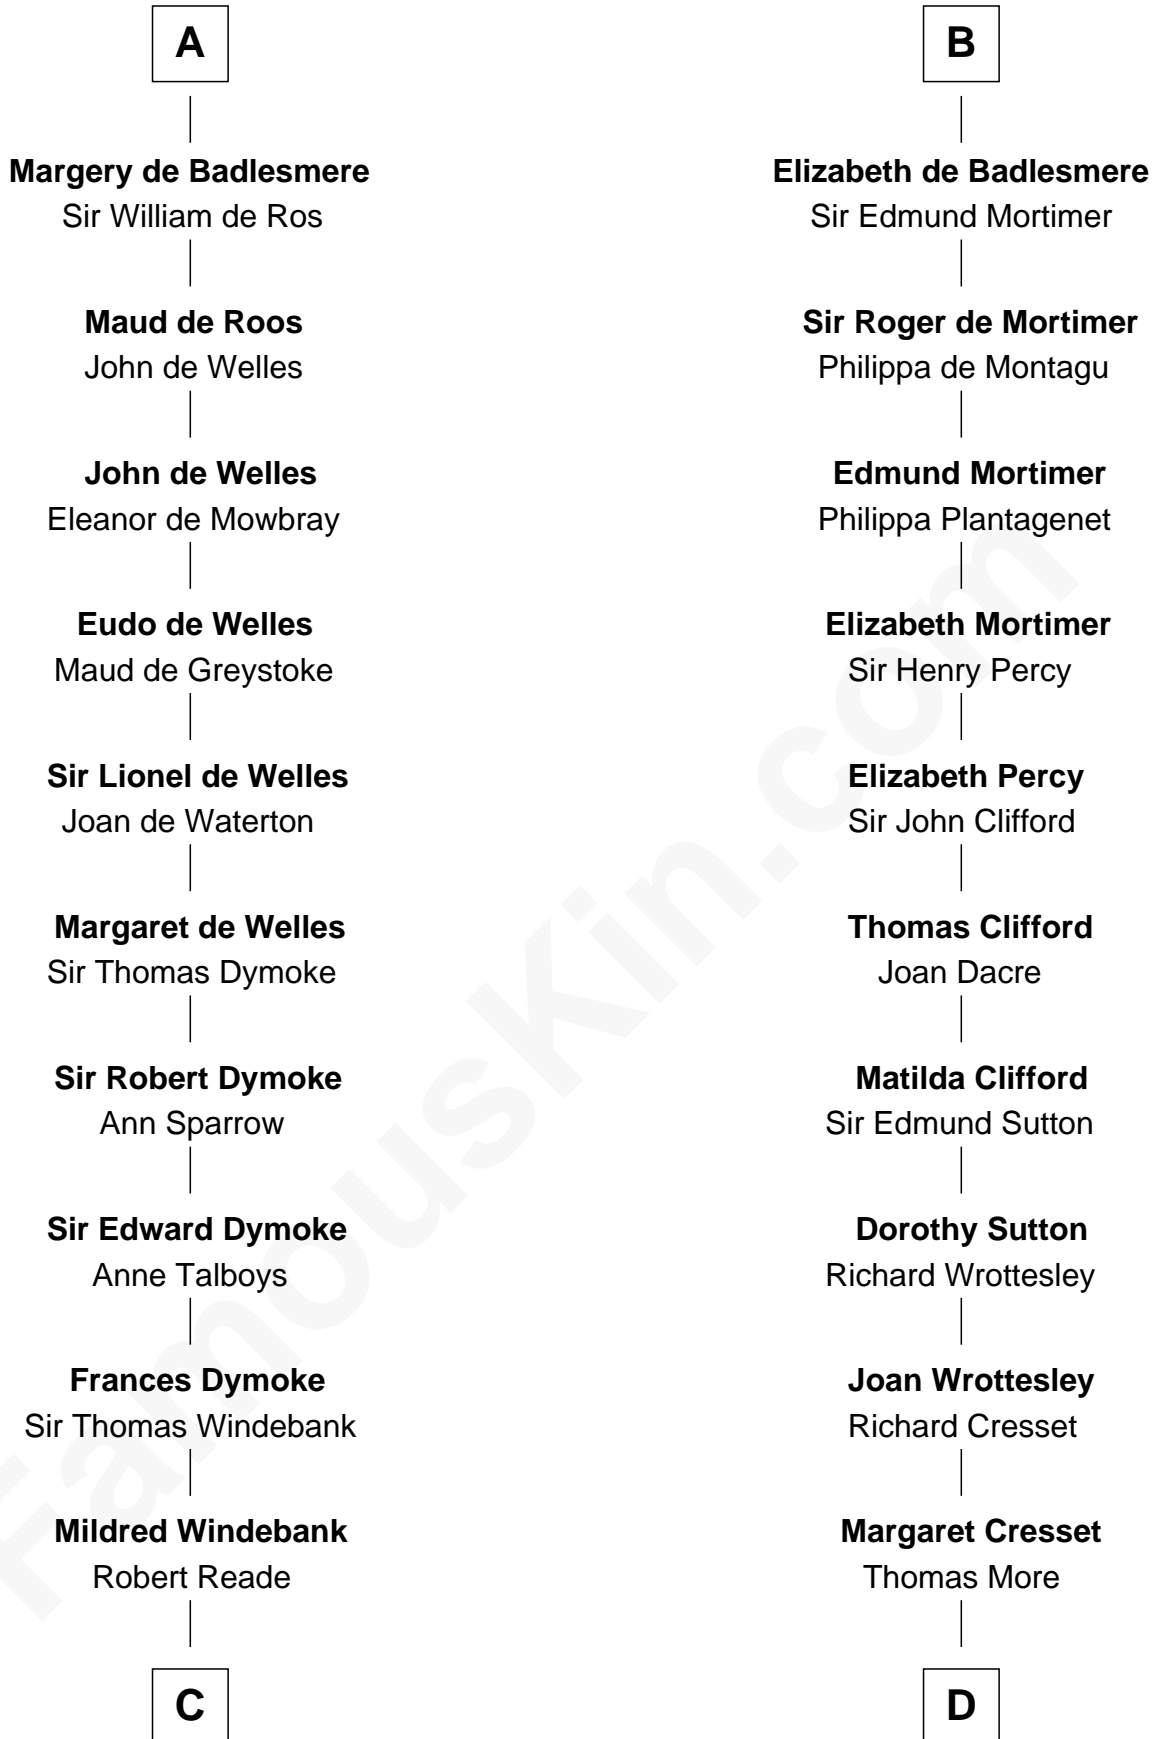 A
Margery de Badlesmere
Sir William de Ros
Maud de Roos
John de Welles
John de Welles
Eleanor de Mowbray
Eudo de Welles
Maud de Greystoke
Sir Lionel de Welles
Joan de Waterton
Margaret de Welles
Sir Thomas Dymoke
Sir Robert Dymoke
Ann Sparrow
Sir Edward Dymoke
Anne Talboys
Frances Dymoke
Sir Thomas Windebank
Mildred Windebank
Robert Reade
C
B
Elizabeth de Badlesmere
Sir Edmund Mortimer
Sir Roger de Mortimer
Philippa de Montagu
Edmund Mortimer
Philippa Plantagenet
Elizabeth Mortimer
Sir Henry Percy
Elizabeth Percy
Sir John Clifford
Thomas Clifford
Joan Dacre
Matilda Clifford
Sir Edmund Sutton
Dorothy Sutton
Richard Wrottesley
Joan Wrottesley
Richard Cresset
Margaret Cresset
Thomas More
D
FamousKin.com